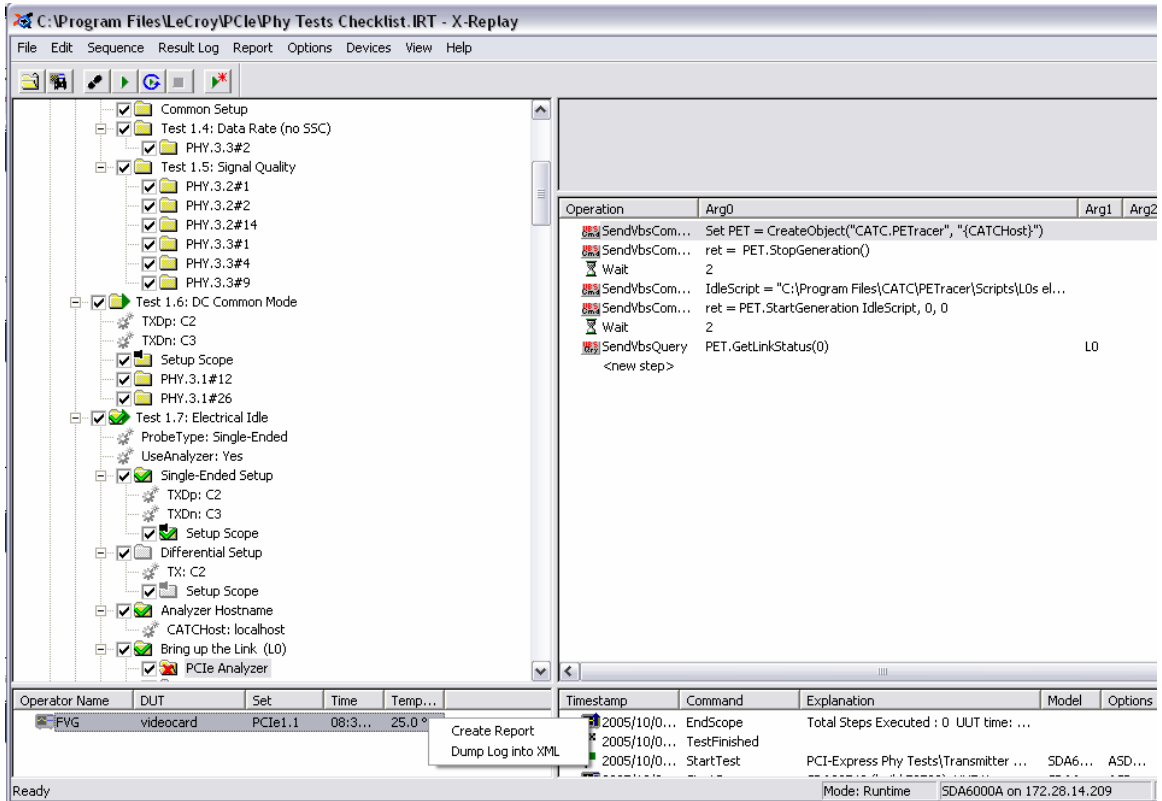 C:\Program Files\LeCroy\PCIe\Phy Tests Checklist.IRT - X-Replay
File Edit Sequence Result Log Report Options Devices View Help
Common Setup
Test 1.4: Data Rate (no SSC)
PHY.3.3#2
Test 1.5: Signal Quality
PHY.3.2#1
PHY.3.2#2
PHY.3.2#14
PHY.3.3#1
PHY.3.3#4
PHY.3.3#9
Test 1.6: DC Common Mode
TXDp: C2
TXDn: C3
Setup Scope
PHY.3.1#12
PHY.3.1#26
Test 1.7: Electrical Idle
ProbeType: Single-Ended
UseAnalyzer: Yes
Single-Ended Setup
TXDp: C2
TXDn: C3
Setup Scope
Differential Setup
TX: C2
Setup Scope
Analyzer Hostname
CATCHost: localhost
Bring up the Link (L0)
PCIe Analyzer
Operation Arg0 Arg1 Arg2
SendVbsCom... Set PET = CreateObject("CATC.PETracer", "{CATCHost}")
SendVbsCom... ret = PET.StopGeneration()
Wait 2
SendVbsCom... IdleScript = "C:\Program Files\CATC\PETracer\Scripts\L0s el...
SendVbsCom... ret = PET.StartGeneration IdleScript, 0, 0
Wait 2
SendVbsQuery PET.GetLinkStatus(0) L0
<new step>
Operator Name DUT Set Time Temp...
FVG videocard PCIe1.1 08:3... 25.0 °
Create Report
Dump Log into XML
Timestamp Command Explanation Model Options
2005/10/0... EndScope Total Steps Executed : 0 UUT time: ...
2005/10/0... TestFinished
2005/10/0... StartTest PCI-Express Phy Tests\Transmitter ... SDA6... ASD...
Ready Mode: Runtime SDA6000A on 172.28.14.209